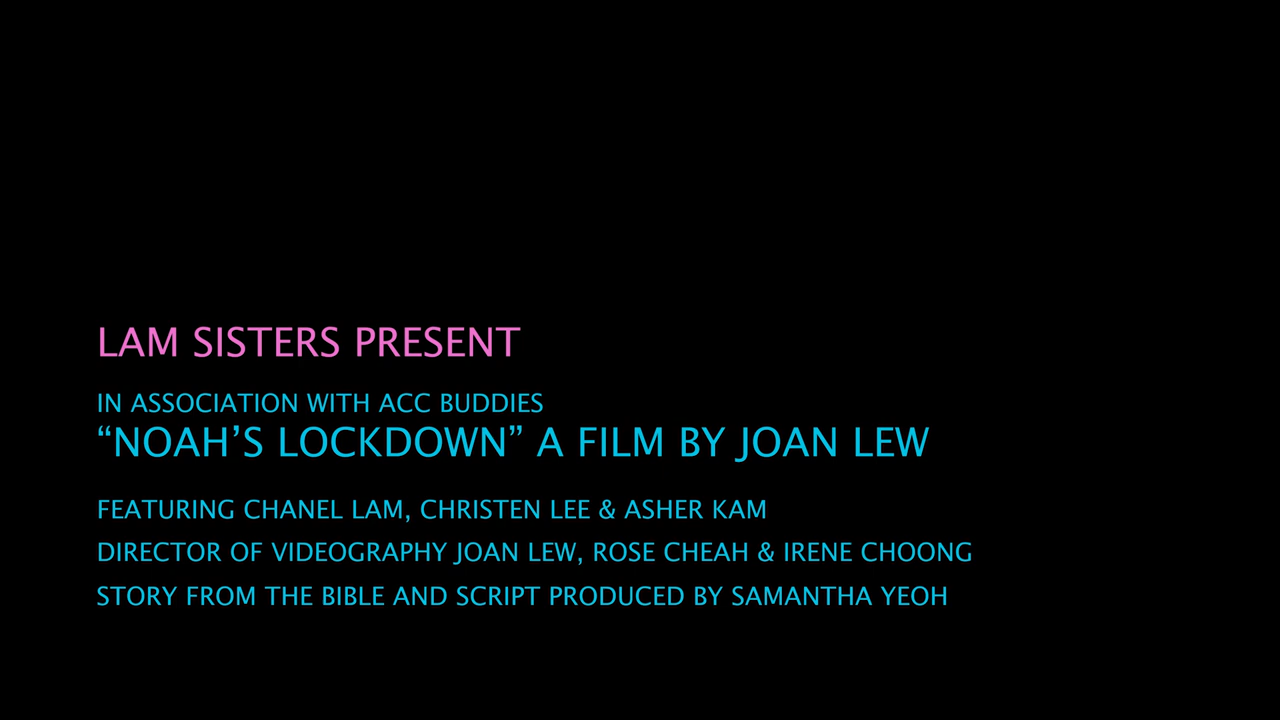 LAM SISTERS PRESENT
IN ASSOCIATION WITH ACC BUDDIES
“NOAH’S LOCKDOWN” A FILM BY JOAN LEW
FEATURING CHANEL LAM, CHRISTEN LEE & ASHER KAM
DIRECTOR OF VIDEOGRAPHY JOAN LEW, ROSE CHEAH & IRENE CHOONG
STORY FROM THE BIBLE AND SCRIPT PRODUCED BY SAMANTHA YEOH